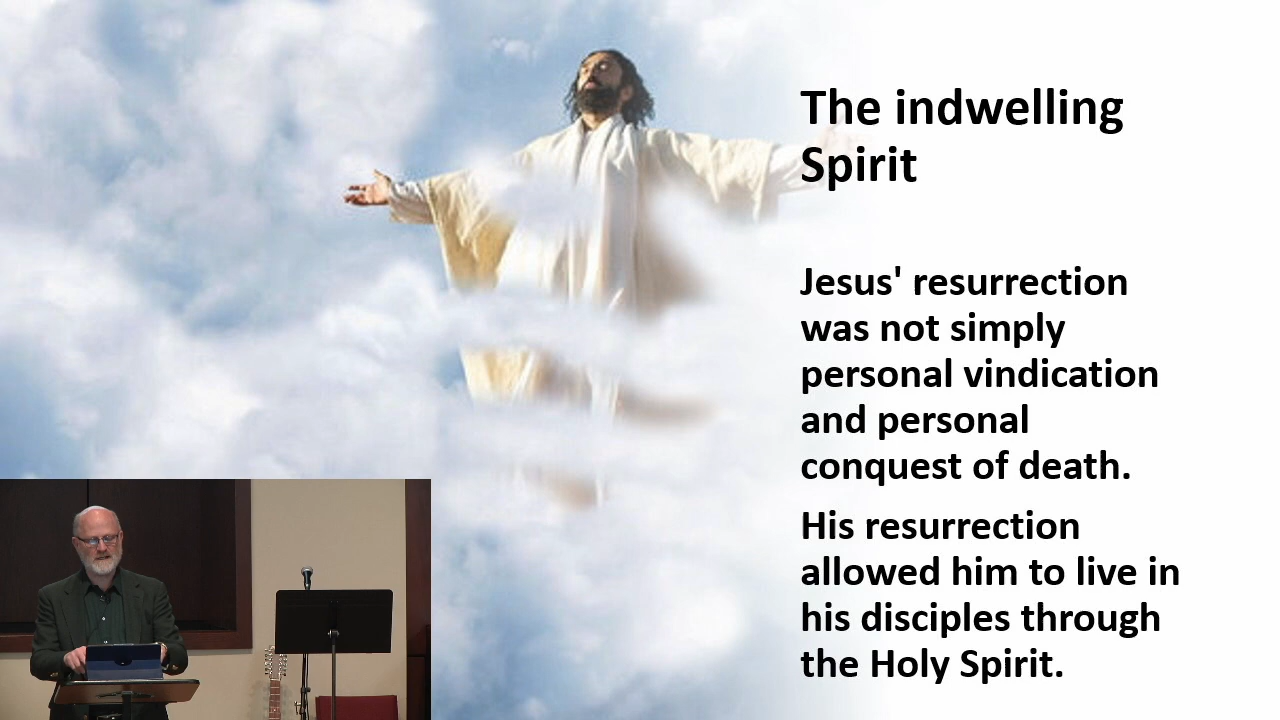 The indwelling
Spirit
Jesus' resurrection
was not simply
personal vindication
and personal
conquest of death.
His resurrection
allowed him to live in
his disciples through
the Holy Spirit.